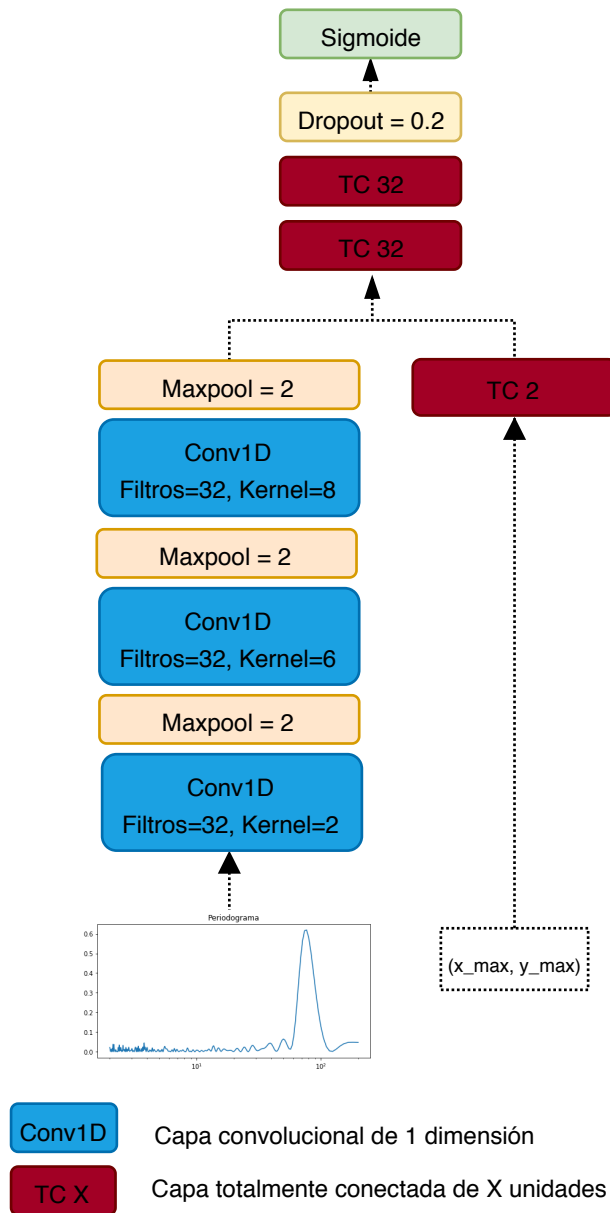 Sigmoide
Dropout = 0.2
TC 32
TC 32
Maxpool = 2
TC 2
Conv1D
Filtros=32, Kernel=8
Maxpool = 2
Conv1D
Filtros=32, Kernel=6
Maxpool = 2
Conv1D
Filtros=32, Kernel=2
Periodograma
0.6
0.5
0.4
0.3
0.2
0.1
0.0
10¹
10²
(x_max, y_max)
Conv1D
Capa convolucional de 1 dimensión
TC X
Capa totalmente conectada de X unidades